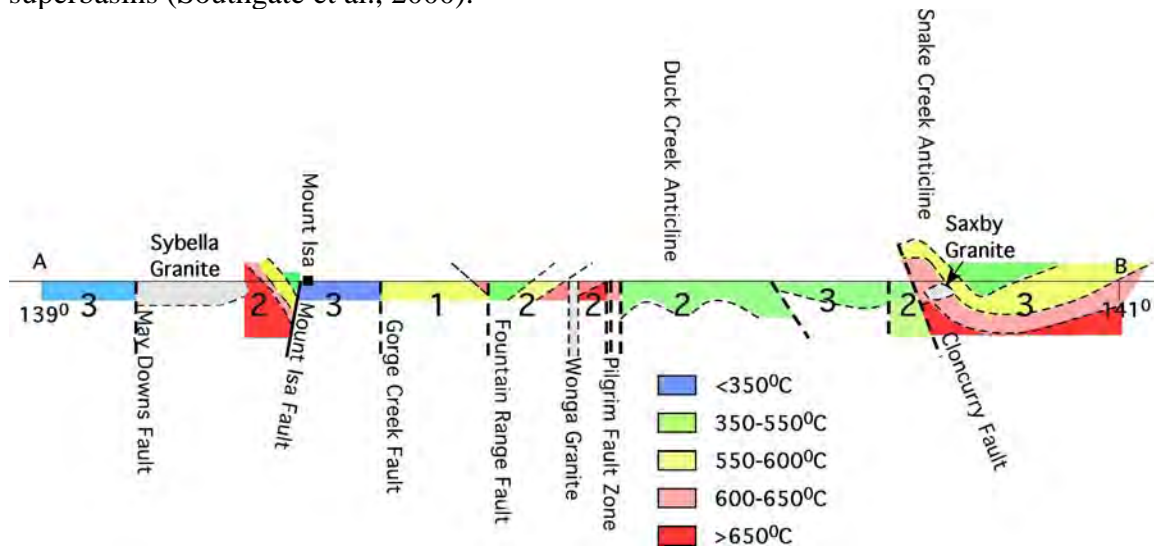 superbasins (Southgate et al., 2006).
Snake Creek Anticline
Duck Creek Anticline
Mount Isa
Saxby
Granite
Sybella
Granite
A
B
3
2
3
1
2
2
2
3
2
3
139⁰
141⁰
May Downs Fault
Mount Isa Fault
Gorge Creek Fault
Fountain Range Fault
Wonga Granite
Pilgrim Fault Zone
Cloncurry Fault
<350⁰C
350-550⁰C
550-600⁰C
600-650⁰C
>650⁰C